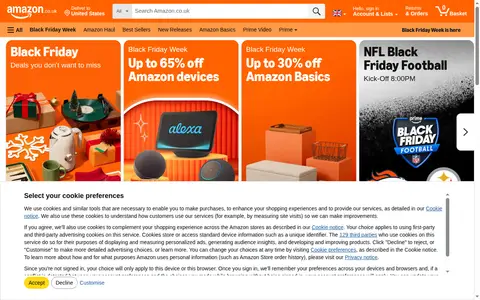 amazon.co.uk
Deliver to
United States
All
Search Amazon.co.uk
Hello, sign in
Account & Lists
Returns
& Orders
0
Basket
All
Black Friday Week
Amazon Haul
Best Sellers
New Releases
Amazon Basics
Prime Video
Prime
Black Friday Week is here
Black Friday
Deals you don't want to miss
Black Friday Week
Up to 65% off
Amazon devices
alexa
Black Friday Week
Up to 30% off
Amazon Basics
NFL Black
Friday Football
Kick-Off 8:00PM
prime
BLACK
FRIDAY
FOOTBALL
Select your cookie preferences
We use cookies and similar tools that are necessary to enable you to make purchases, to enhance your shopping experiences and to provide our services, as detailed in our Cookie
notice. We also use these cookies to understand how customers use our services (for example, by measuring site visits) so we can make improvements.
If you agree, we'll also use cookies to complement your shopping experience across the Amazon stores as described in our Cookie notice. Your choice applies to using first-party
and third-party advertising cookies on this service. Cookies store or access standard device information such as a unique identifier. The 129 third parties who use cookies on this
service do so for their purposes of displaying and measuring personalized ads, generating audience insights, and developing and improving products. Click "Decline" to reject, or
"Customise" to make more detailed advertising choices, or learn more. You can change your choices at any time by visiting Cookie preferences, as described in the Cookie notice.
To learn more about how and for what purposes Amazon uses personal information (such as Amazon Store order history), please visit our Privacy notice.
Since you're not signed in, your choice will only apply to this device or this browser. Once you sign in, we'll remember your preferences across your devices and browsers and, if a
Accept
Decline
Customise